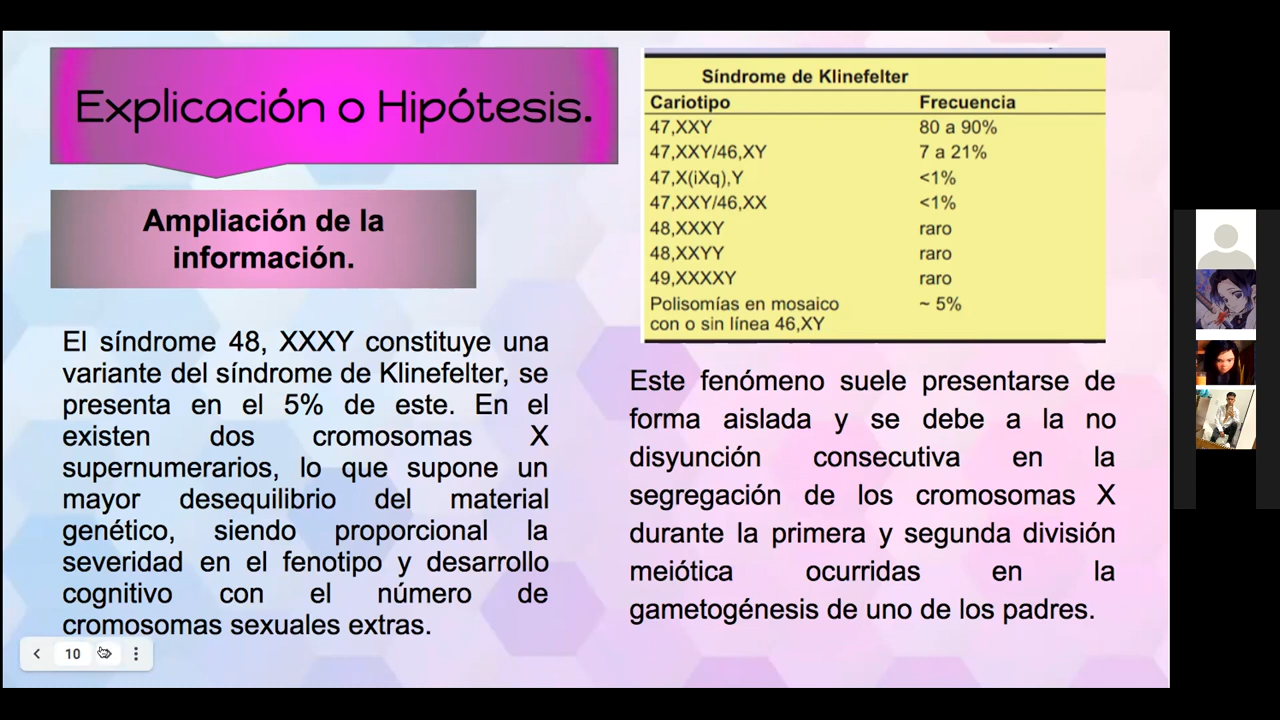 Explicación o Hipótesis.
Ampliación de la
información.
El síndrome 48, XXXY constituye una
variante del síndrome de Klinefelter, se
presenta en el 5% de este. En el
existen dos cromosomas X
supernumerarios, lo que supone un
mayor desequilibrio del material
genético, siendo proporcional la
severidad en el fenotipo y desarrollo
cognitivo con el número de
cromosomas sexuales extras.
Síndrome de Klinefelter
Cariotipo Frecuencia
47,XXY 80 a 90%
47,XXY/46,XY 7 a 21%
47,X(iXq),Y <1%
47,XXY/46,XX <1%
48,XXXY raro
48,XXYY raro
49,XXXXY raro
Polisomías en mosaico ~ 5%
con o sin línea 46,XY
Este fenómeno suele presentarse de
forma aislada y se debe a la no
disyunción consecutiva en la
segregación de los cromosomas X
durante la primera y segunda división
meiótica ocurridas en la
gametogénesis de uno de los padres.
10